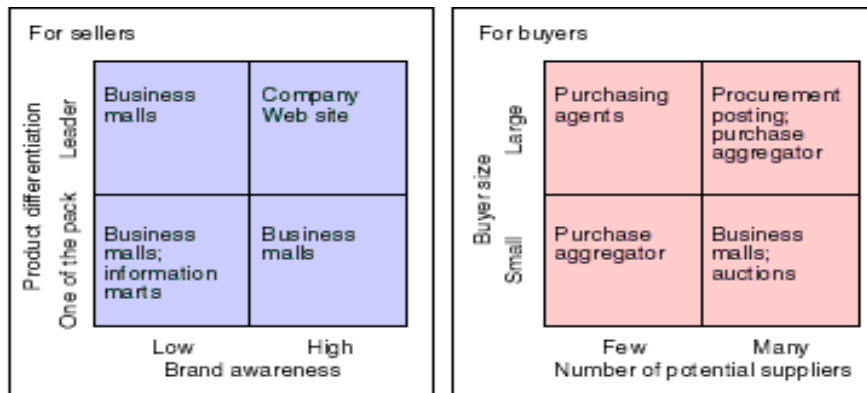 For sellers
Product differentiation
Leader
One of the pack
Business
malls
Company
Web site
Business
malls;
information
marts
Business
malls
Low
High
Brand awareness
For buyers
Buyer size
Large
Small
Purchasing
agents
Procurement
posting;
purchase
aggregator
Purchase
aggregator
Business
malls;
auctions
Few
Many
Number of potential suppliers